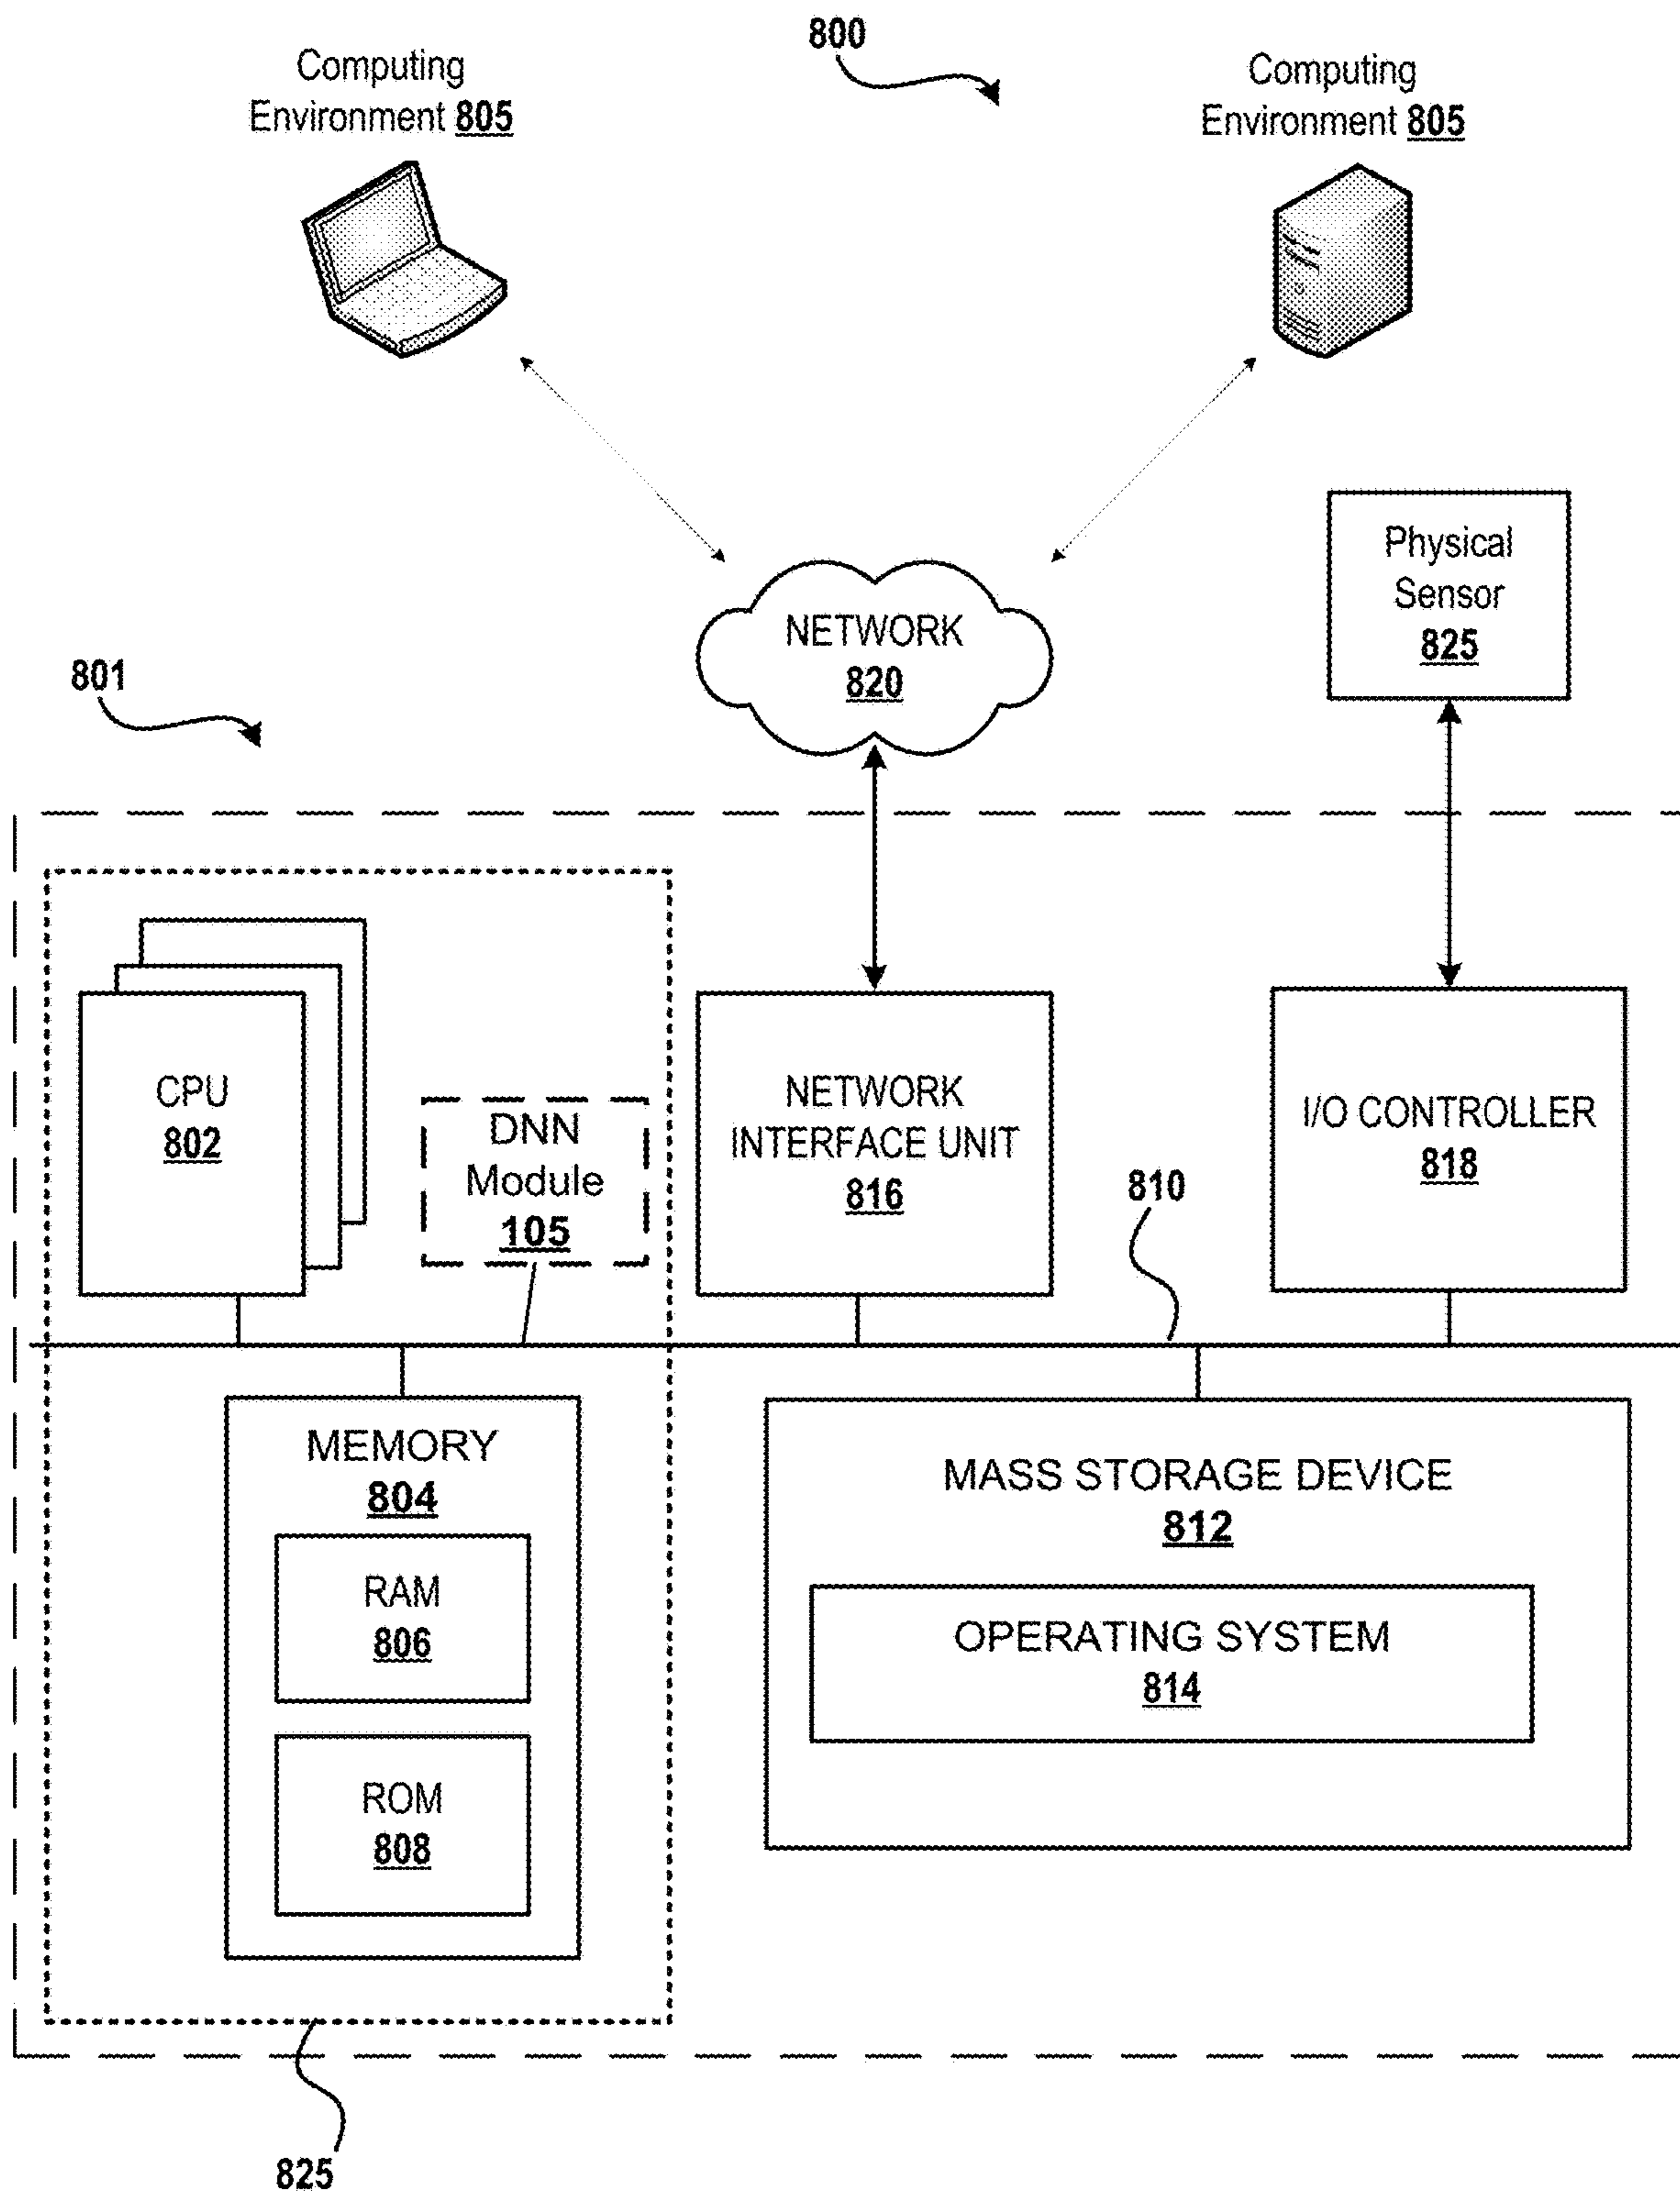 800
Computing
Environment 805
Computing
Environment 805
Physical
Sensor
825
NETWORK
820
801
CPU
802
DNN
Module
105
NETWORK
INTERFACE UNIT
816
I/O CONTROLLER
818
810
MEMORY
804
RAM
806
ROM
808
MASS STORAGE DEVICE
812
OPERATING SYSTEM
814
825